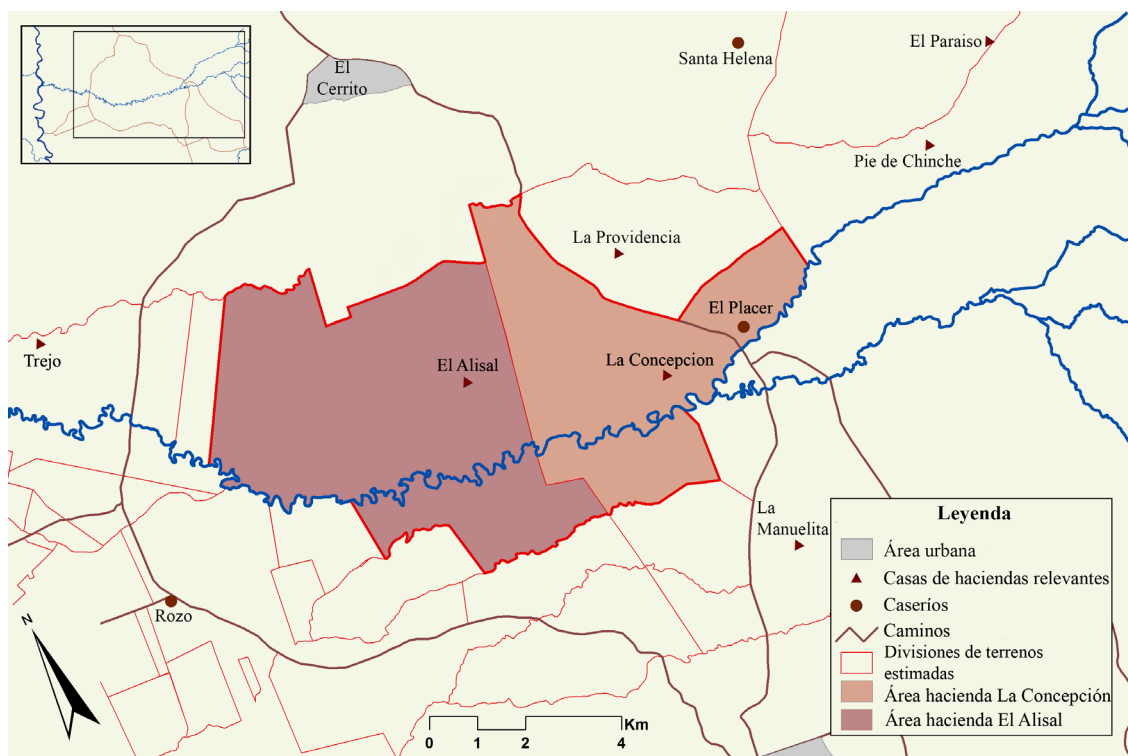 El Paraiso
Santa Helena
El
Cerrito
Pie de Chinche
La Providencia
El Placer
Trejo
El Alisal
La Concepcion
La
Manuelita
Rozo
N
Km
0 1 2 4
Leyenda
Área urbana
Casas de haciendas relevantes
Caseríos
Caminos
Divisiones de terrenos
estimadas
Área hacienda La Concepción
Área hacienda El Alisal